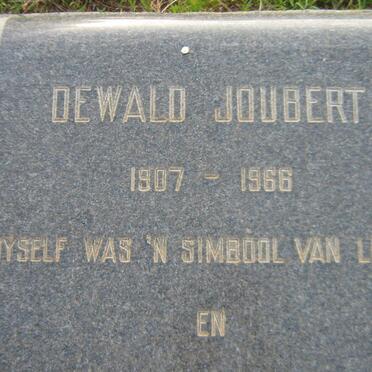 DEWALD JOUBERT
1907 - 1966
WAS 'N SIMBOOL VAN
EN